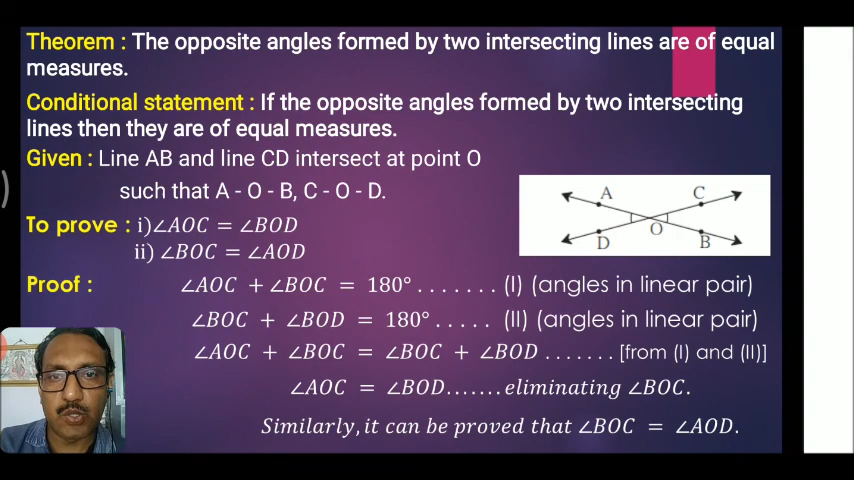 Theorem : The opposite angles formed by two intersecting lines are of equal
measures.
Conditional statement : If the opposite angles formed by two intersecting
lines then they are of equal measures.
Given : Line AB and line CD intersect at point O
such that A - O - B, C - O - D.
A C
D O B
To prove : i)∠AOC = ∠BOD
ii) ∠BOC = ∠AOD
Proof : ∠AOC + ∠BOC = 180° . . . . . . . (I) (angles in linear pair)
∠BOC + ∠BOD = 180° . . . . . (II) (angles in linear pair)
∠AOC + ∠BOC = ∠BOC + ∠BOD . . . . . . . [from (I) and (II)]
∠AOC = ∠BOD.......eliminating ∠BOC.
Similarly, it can be proved that ∠BOC = ∠AOD.